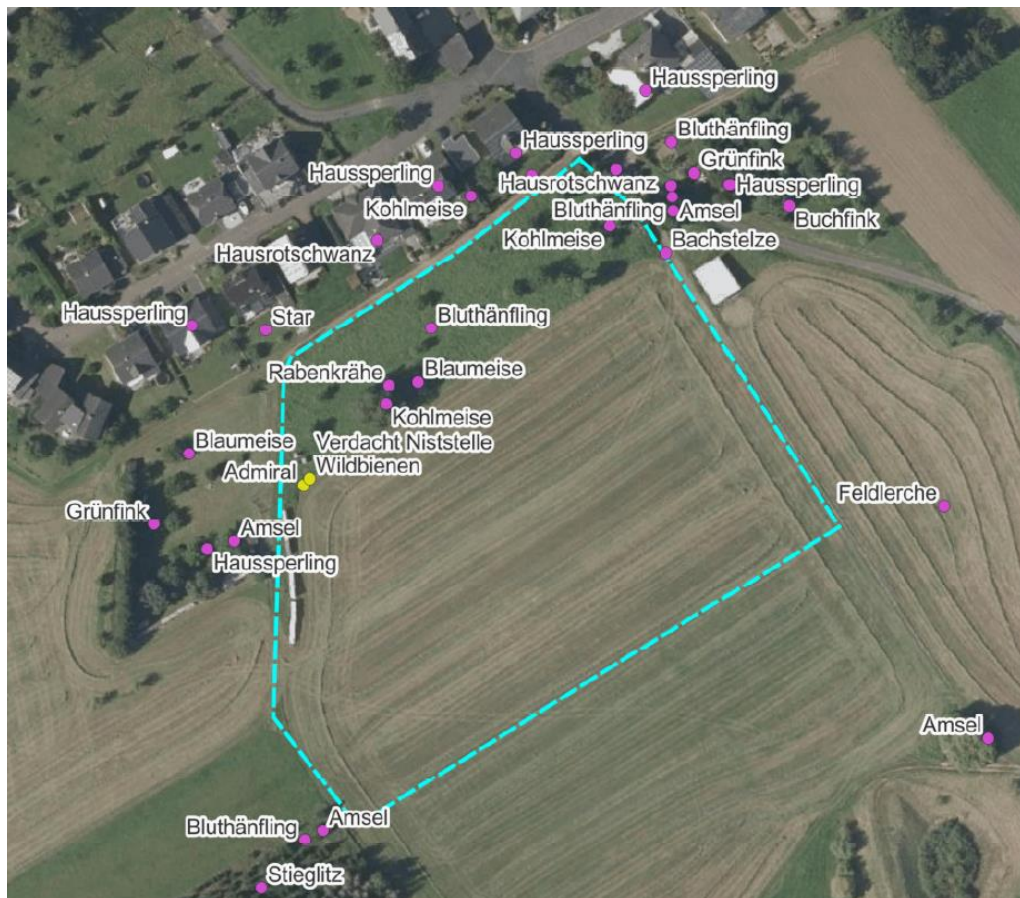 Haussperling
Haussperling
Bluthänfling
Grünfink
Haussperling
Hausrotschwanz
Haussperling
Kohlmeise
Bluthänfling
Amsel
Buchfink
Kohlmeise
Bachstelze
Hausrotschwanz
Haussperling
Star
Bluthänfling
Rabenkrähe
Blaumeise
Kohlmeise
Blaumeise
Verdacht Niststelle
Wildbienen
Admiral
Feldlerche
Grünfink
Amsel
Haussperling
Amsel
Amsel
Bluthänfling
Stieglitz